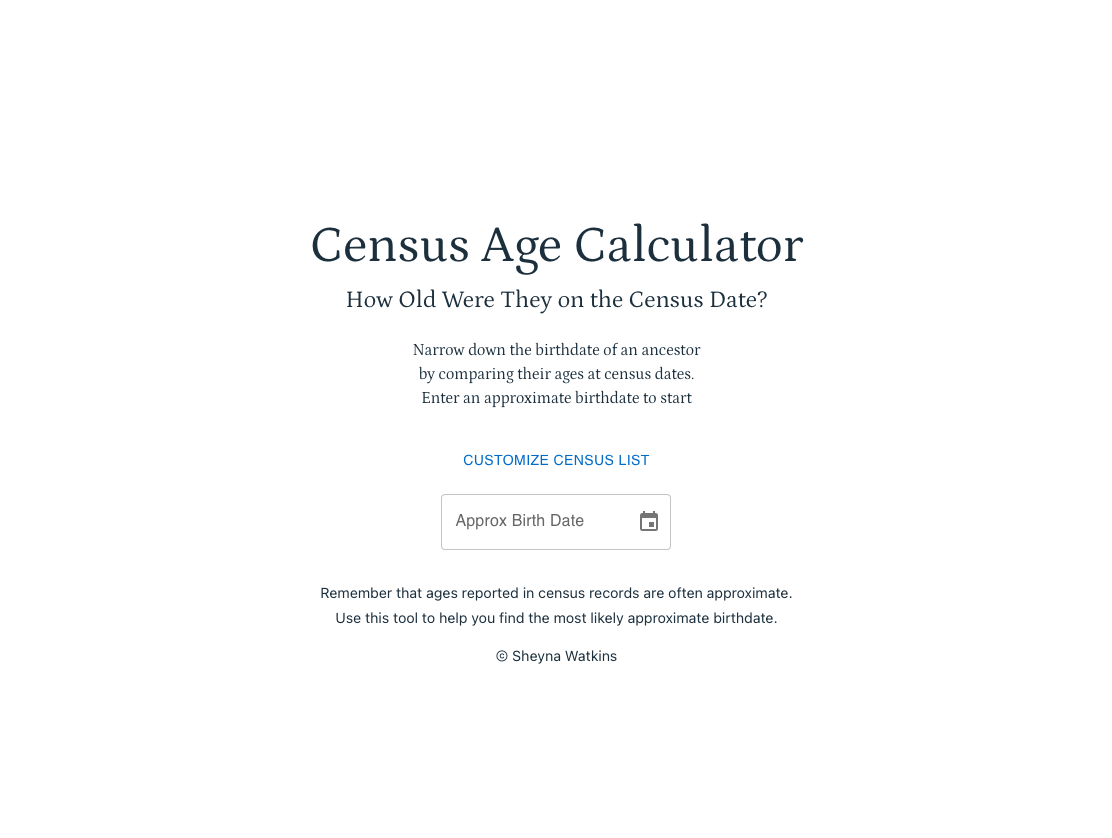 Census Age Calculator
How Old Were They on the Census Date?
Narrow down the birthdate of an ancestor
by comparing their ages at census dates.
Enter an approximate birthdate to start
CUSTOMIZE CENSUS LIST
Approx Birth Date
Remember that ages reported in census records are often approximate.
Use this tool to help you find the most likely approximate birthdate.
© Sheyna Watkins